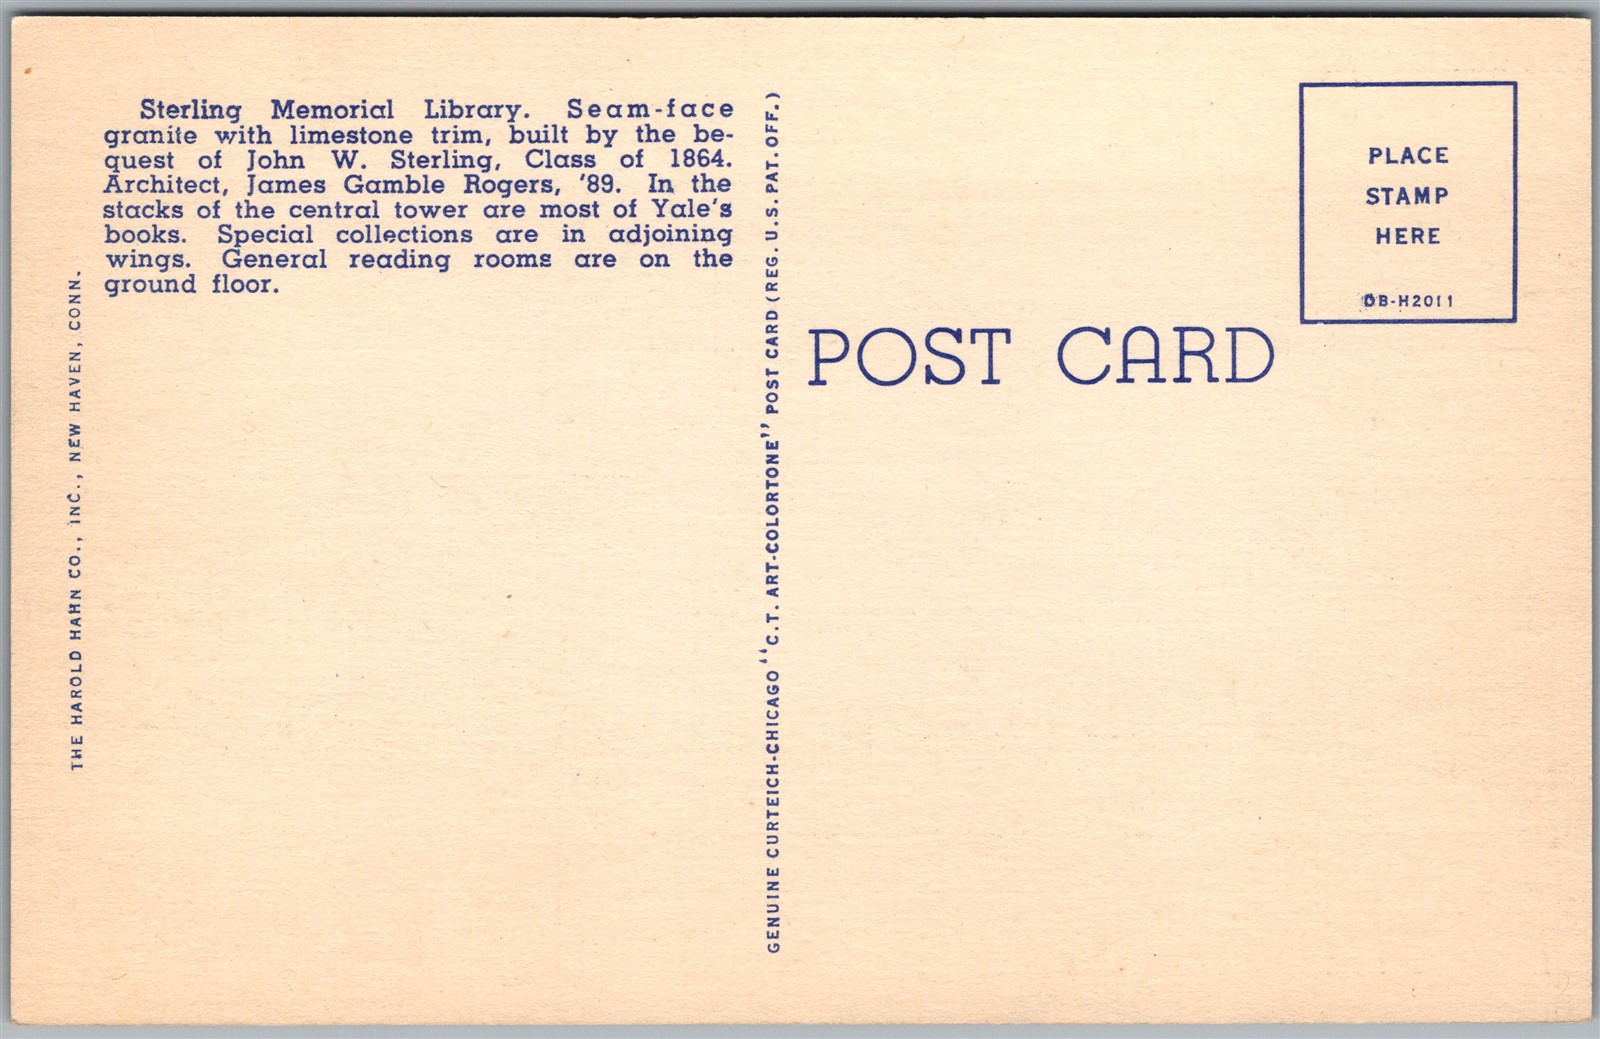 Sterling Memorial Library. Seam-face
granite with limestone trim, built by the be-
quest of John W. Sterling, Class of 1864.
Architect, James Gamble Rogers, '89. In the
stacks of the central tower are most of Yale's
books. Special collections are in adjoining
wings. General reading rooms are on the
ground floor.
THE HAROLD HAHN CO., INC., NEW HAVEN, CONN.
GENUINE CURTEICH-CHICAGO "C.T. ART-COLORTONE" POST CARD (REG. U.S. PAT. OFF.)
POST CARD
PLACE
STAMP
HERE
OB-H2011